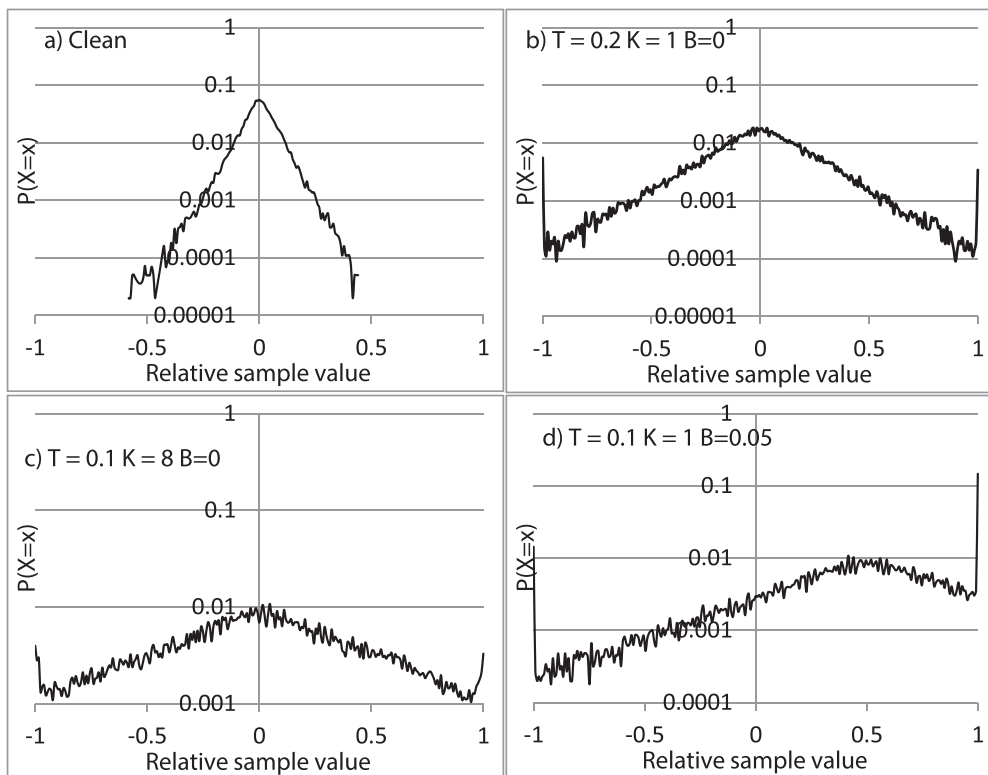 a) Clean
1
0.1
0.01
0.001
0.0001
0.00001
P(X=x)
-1 -0.5 0 0.5 1
Relative sample value
b) T = 0.2 K = 1 B=0
1
0.1
0.01
0.001
0.0001
0.00001
P(X=x)
-1 -0.5 0 0.5 1
Relative sample value
c) T = 0.1 K = 8 B=0
1
0.1
0.01
0.001
P(X=x)
-1 -0.5 0 0.5 1
Relative sample value
d) T = 0.1 K = 1 B=0.05
1
0.1
0.01
0.001
0.0001
P(X=x)
-1 -0.5 0 0.5 1
Relative sample value